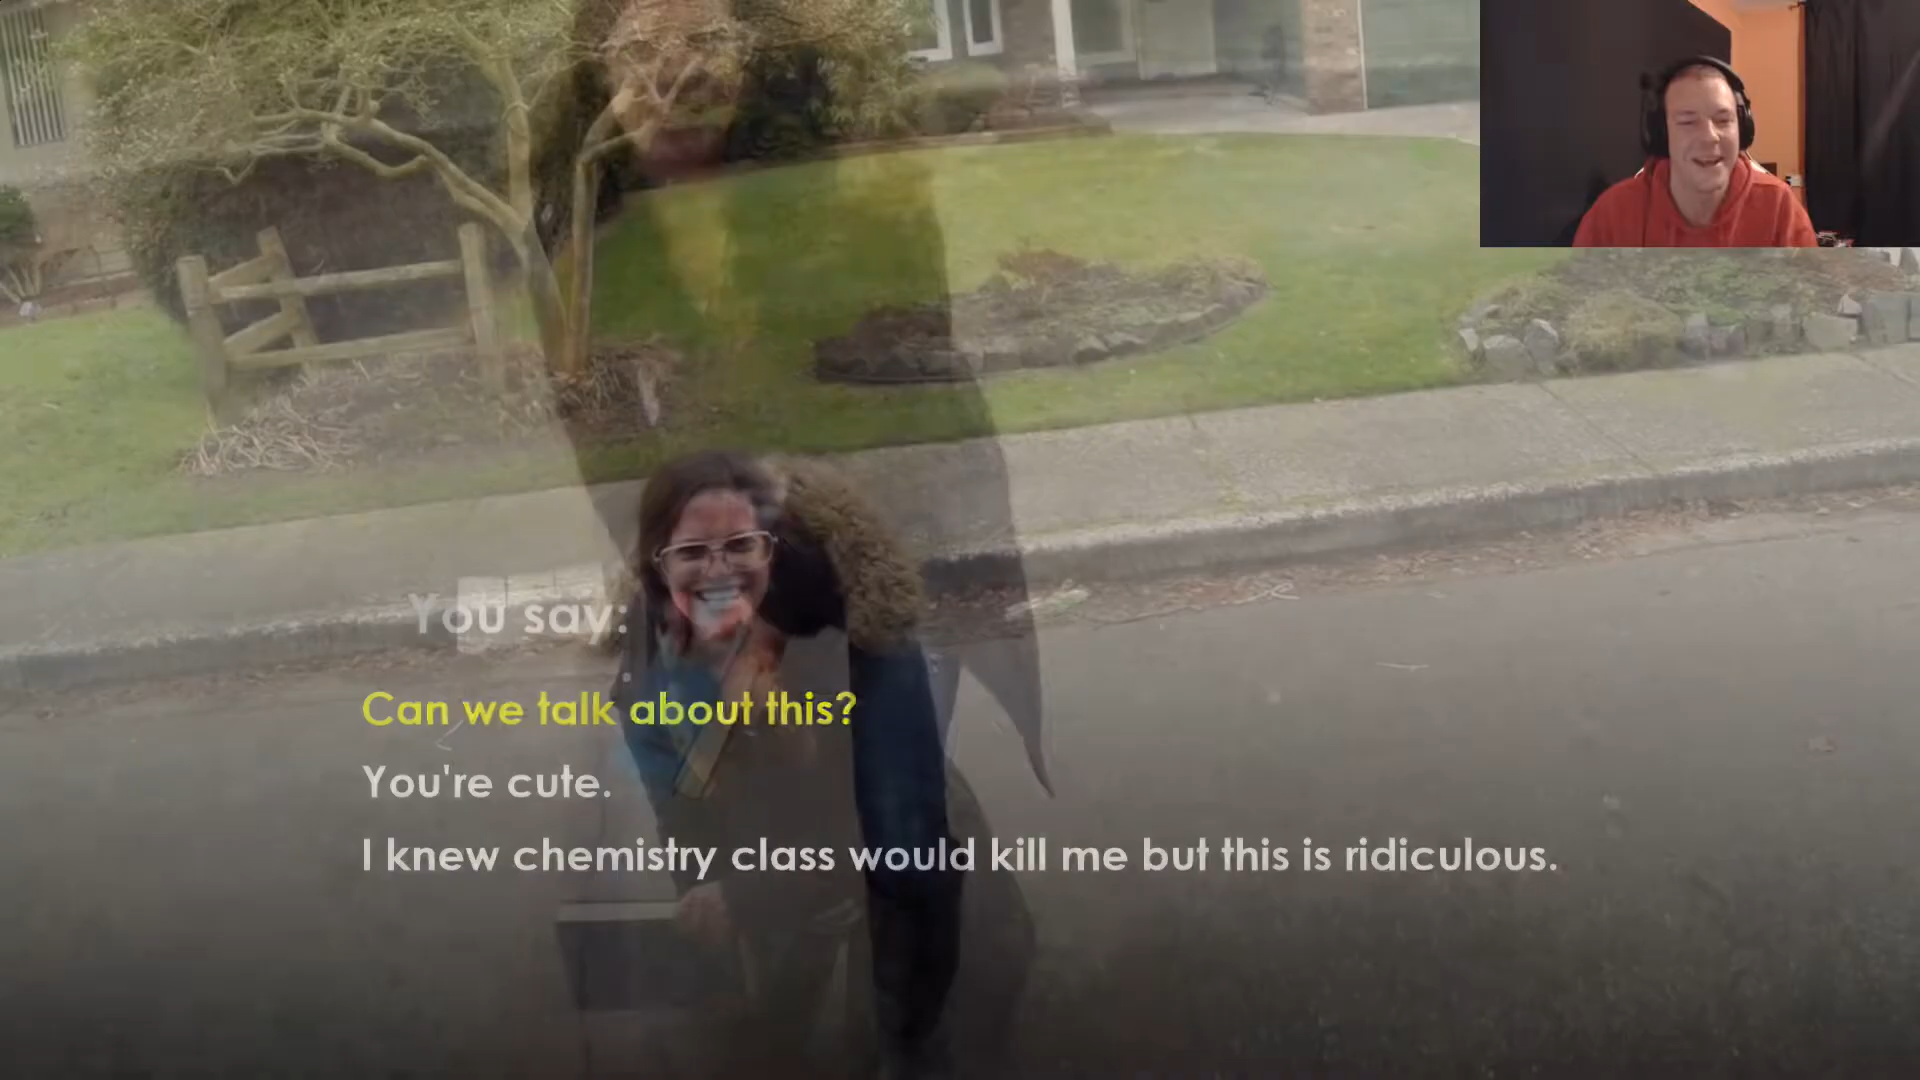 You say:
Can we talk about this?
You're cute.
I knew chemistry class would kill me but this is ridiculous.